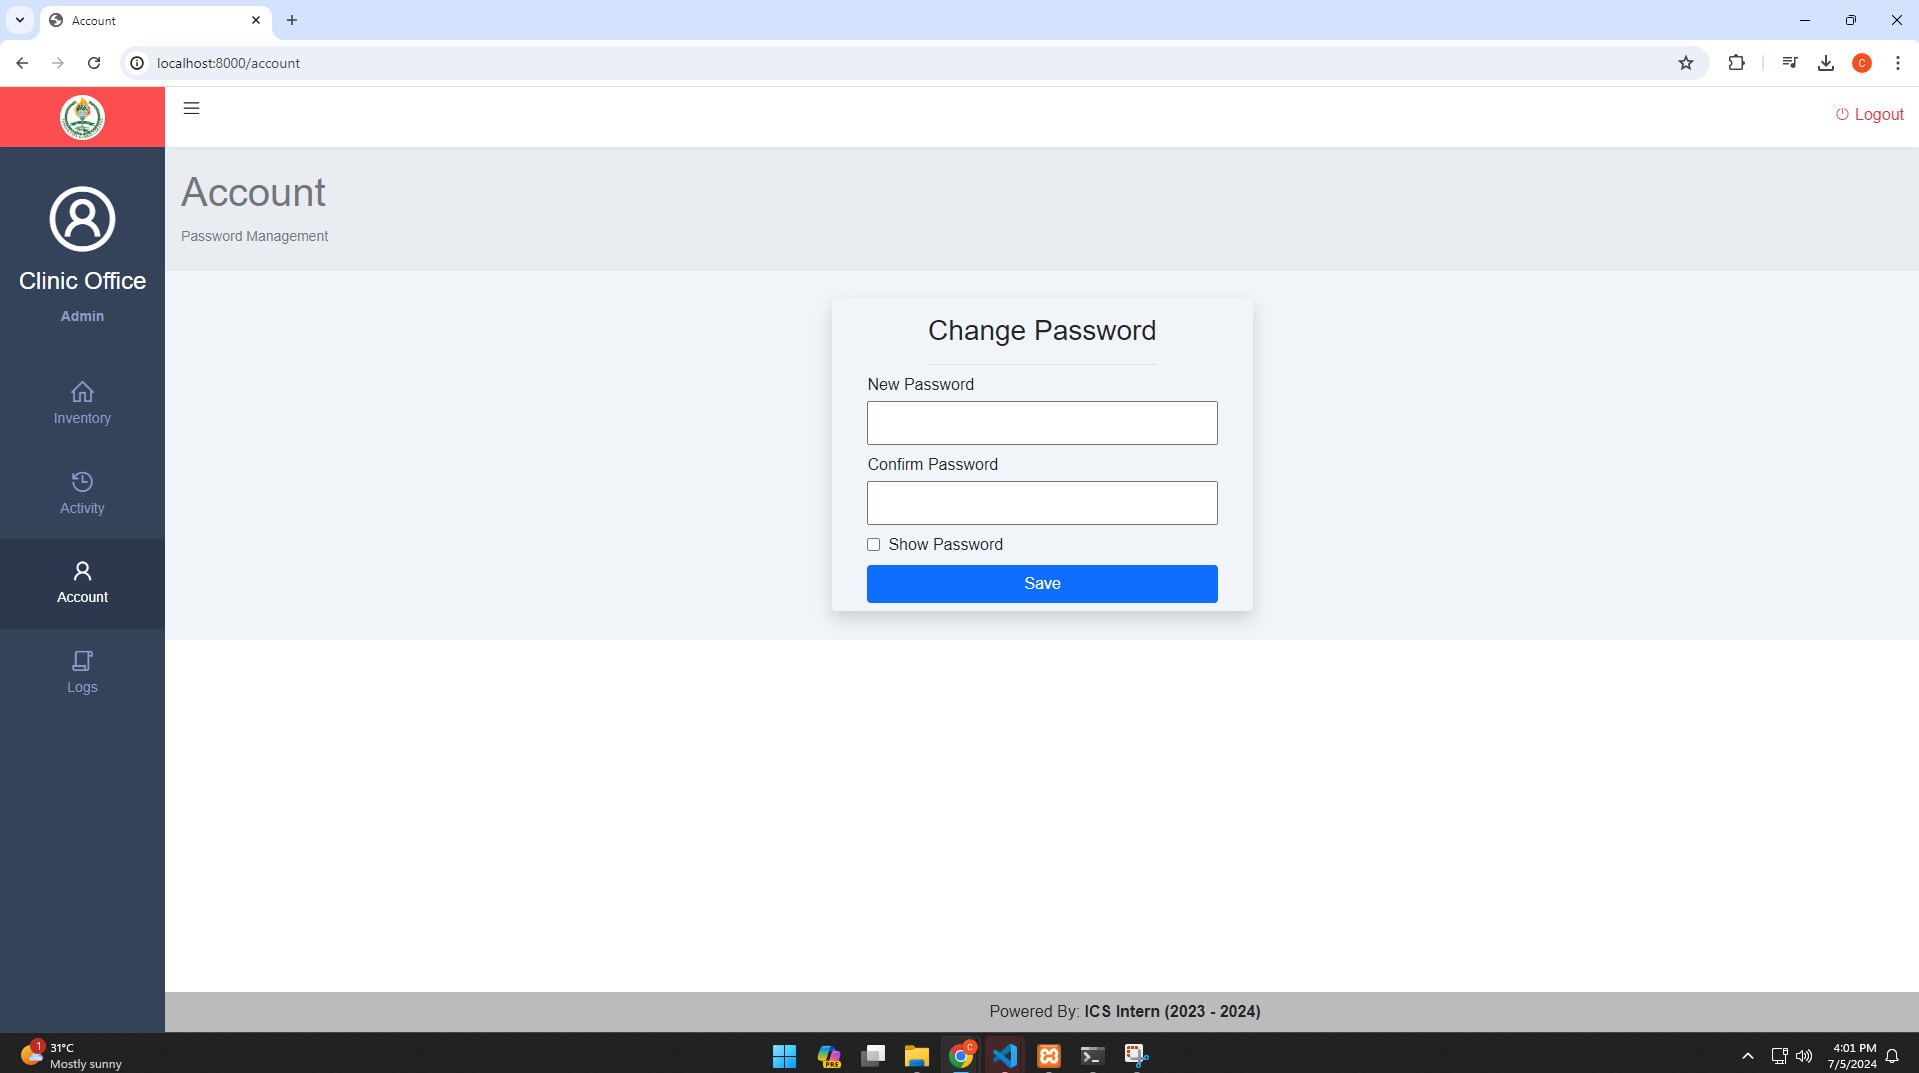 Account
localhost:8000/account
C
Logout
Account
Password Management
Clinic Office
Admin
Inventory
Activity
Account
Logs
Change Password
New Password
Confirm Password
Show Password
Save
Powered By: ICS Intern (2023 - 2024)
1
31°C
Mostly sunny
PRE
C
4:01 PM
7/5/2024